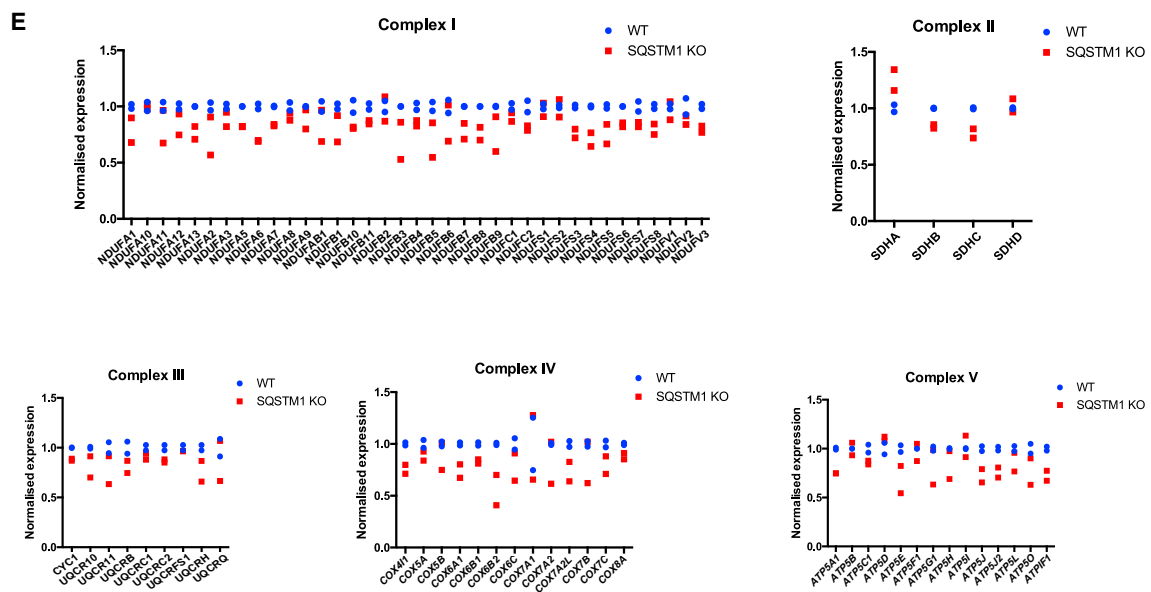 E
Complex I
WT
SQSTM1 KO
Normalised expression
1.5
1.0
0.5
0.0
NDUFA1
NDUFA10
NDUFA11
NDUFA12
NDUFA13
NDUFA2
NDUFA3
NDUFA5
NDUFA6
NDUFA7
NDUFA8
NDUFA9
NDUFAB1
NDUFB1
NDUFB10
NDUFB11
NDUFB2
NDUFB3
NDUFB4
NDUFB5
NDUFB6
NDUFB7
NDUFB8
NDUFB9
NDUFC1
NDUFC2
NDUFS1
NDUFS2
NDUFS3
NDUFS4
NDUFS5
NDUFS6
NDUFS7
NDUFS8
NDUFV1
NDUFV2
NDUFV3
Complex II
WT
SQSTM1 KO
Normalised expression
1.5
1.0
0.5
0.0
SDHA
SDHB
SDHC
SDHD
Complex III
WT
SQSTM1 KO
Normalised expression
1.5
1.0
0.5
0.0
CYC1
UQCR10
UQCR11
UQCRB
UQCRC1
UQCRC2
UQCRFS1
UQCRH
UQCRQ
Complex IV
WT
SQSTM1 KO
Normalised expression
1.5
1.0
0.5
0.0
COX4I1
COX5A
COX5B
COX6A1
COX6B1
COX6B2
COX6C
COX7A1
COX7A2
COX7A2L
COX7B
COX7C
COX8A
Complex V
WT
SQSTM1 KO
Normalised expression
1.5
1.0
0.5
0.0
ATP5A1
ATP5B
ATP5C1
ATP5D
ATP5E
ATP5F1
ATP5G1
ATP5H
ATP5I
ATP5J
ATP5J2
ATP5L
ATP5O
ATPIF1